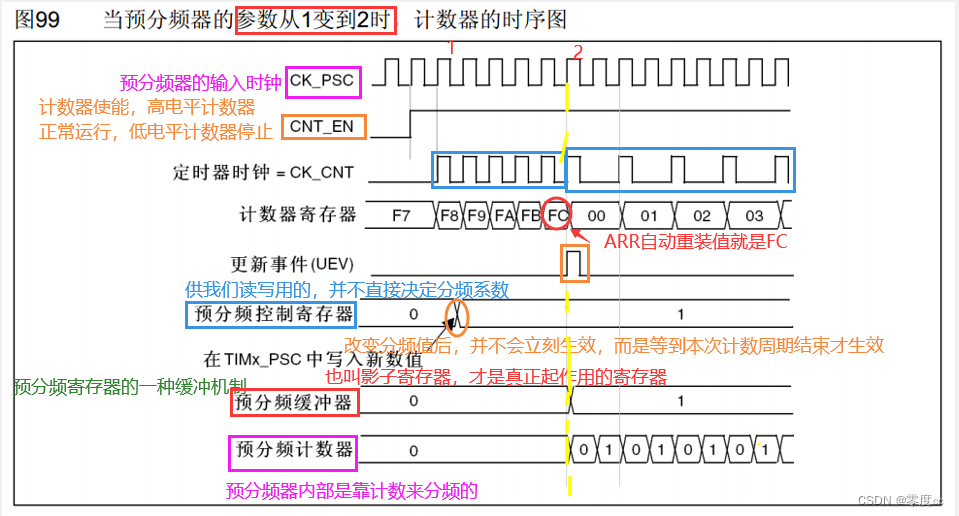 图99 当预分频器的参数从1变到2时，计数器的时序图
1
2
预分频器的输入时钟 CK_PSC
计数器使能，高电平计数器
正常运行，低电平计数器停止
CNT_EN
定时器时钟 = CK_CNT
计数器寄存器 F7 F8 F9 FA FB FC 00 01 02 03
ARR自动重装值就是FC
更新事件(UEV)
供我们读写用的，并不直接决定分频系数
预分频控制寄存器 0 1
改变分频值后，并不会立刻生效，而是等到本次计数周期结束才生效
在TIMx_PSC中写入新数值
也叫影子寄存器，才是真正起作用的寄存器
预分频寄存器的一种缓冲机制
预分频缓冲器 0 1
预分频计数器 0 0 1 0 1 0 1 0 1
预分频器内部是靠计数来分频的